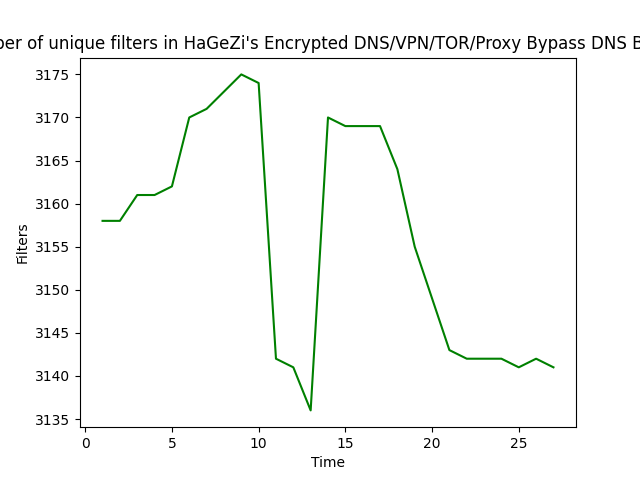 ber of unique filters in HaGeZi's Encrypted DNS/VPN/TOR/Proxy Bypass DNS B
3175
3170
3165
3160
3155
3150
3145
3140
3135
Filters
0 5 10 15 20 25
Time